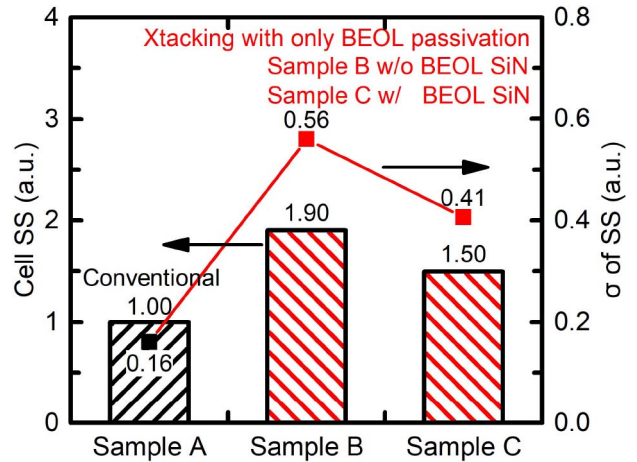 4
0.8
Xtacking with only BEOL passivation
Sample B w/o BEOL SiN
Sample C w/ BEOL SiN
3
0.6
0.56
Cell SS (a.u.)
σ of SS (a.u.)
0.41
2
0.4
1.90
1.50
Conventional
1.00
1
0.2
0.16
0
0.0
Sample A
Sample B
Sample C